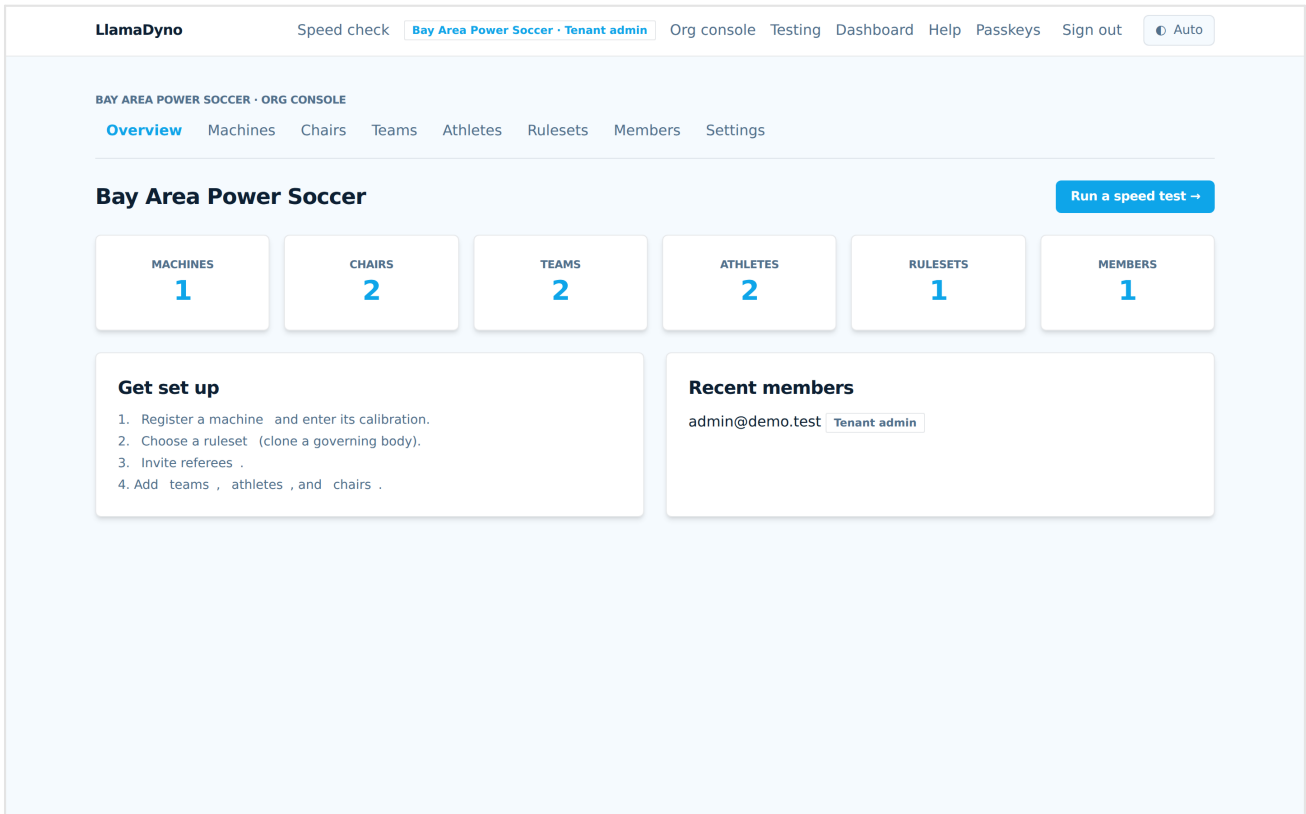 LlamaDyno Speed check Bay Area Power Soccer · Tenant admin Org console Testing Dashboard Help Passkeys Sign out ◐ Auto
BAY AREA POWER SOCCER · ORG CONSOLE
Overview Machines Chairs Teams Athletes Rulesets Members Settings
Bay Area Power Soccer Run a speed test →
MACHINES CHAIRS TEAMS ATHLETES RULESETS MEMBERS
1 2 2 2 1 1
Get set up
1. Register a machine and enter its calibration.
2. Choose a ruleset (clone a governing body).
3. Invite referees .
4. Add teams , athletes , and chairs .
Recent members
admin@demo.test Tenant admin